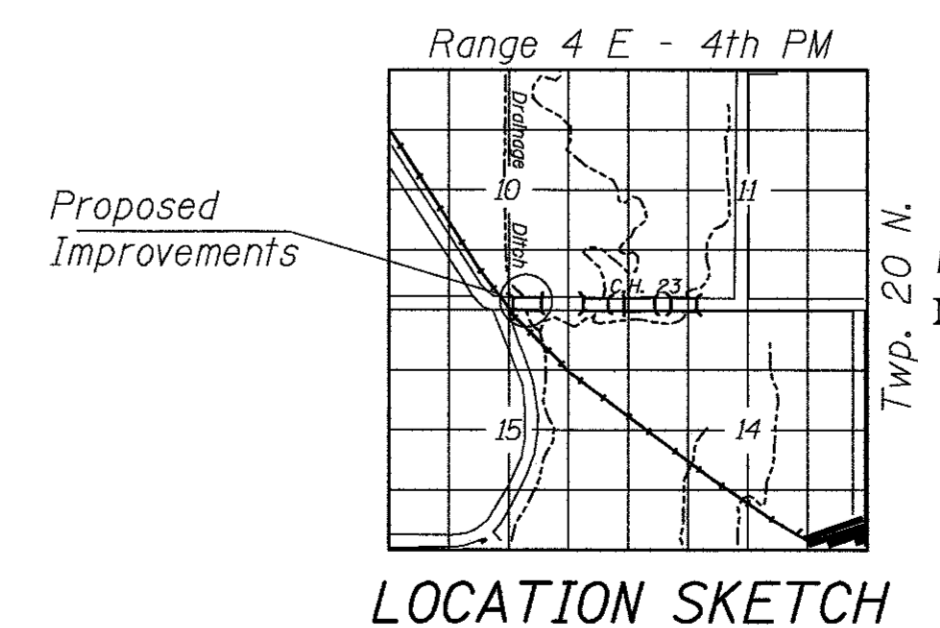 Range 4 E - 4th PM
Drainage
10
11
Proposed
Improvements
Ditch
Twp. 20 N.
C.H. 23
15
14
LOCATION SKETCH